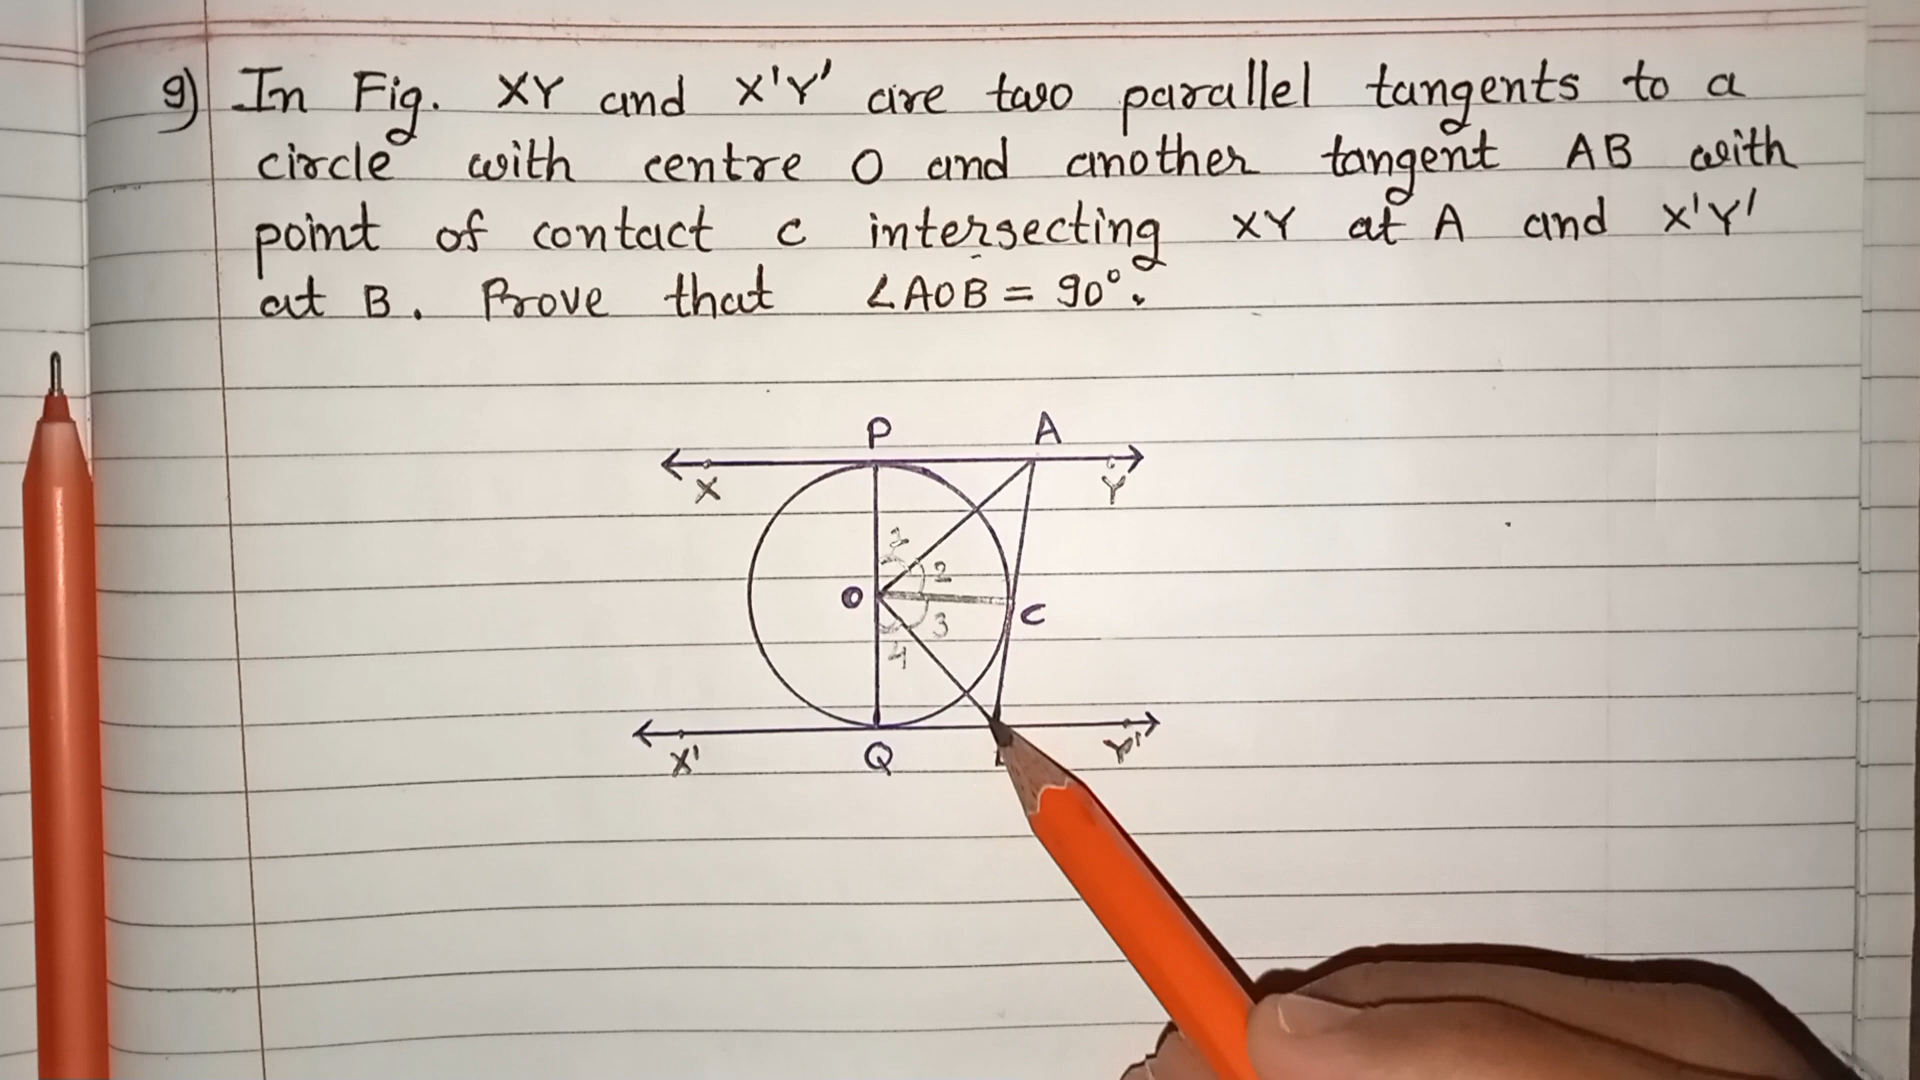 9) In Fig. XY and X'Y' are two parallel tangents to a
circle with centre O and another tangent AB with
point of contact C intersecting XY at A and X'Y'
at B. Prove that ∠AOB = 90°.
P A
X Y
1
2
O C
3
4
X' Q Y'